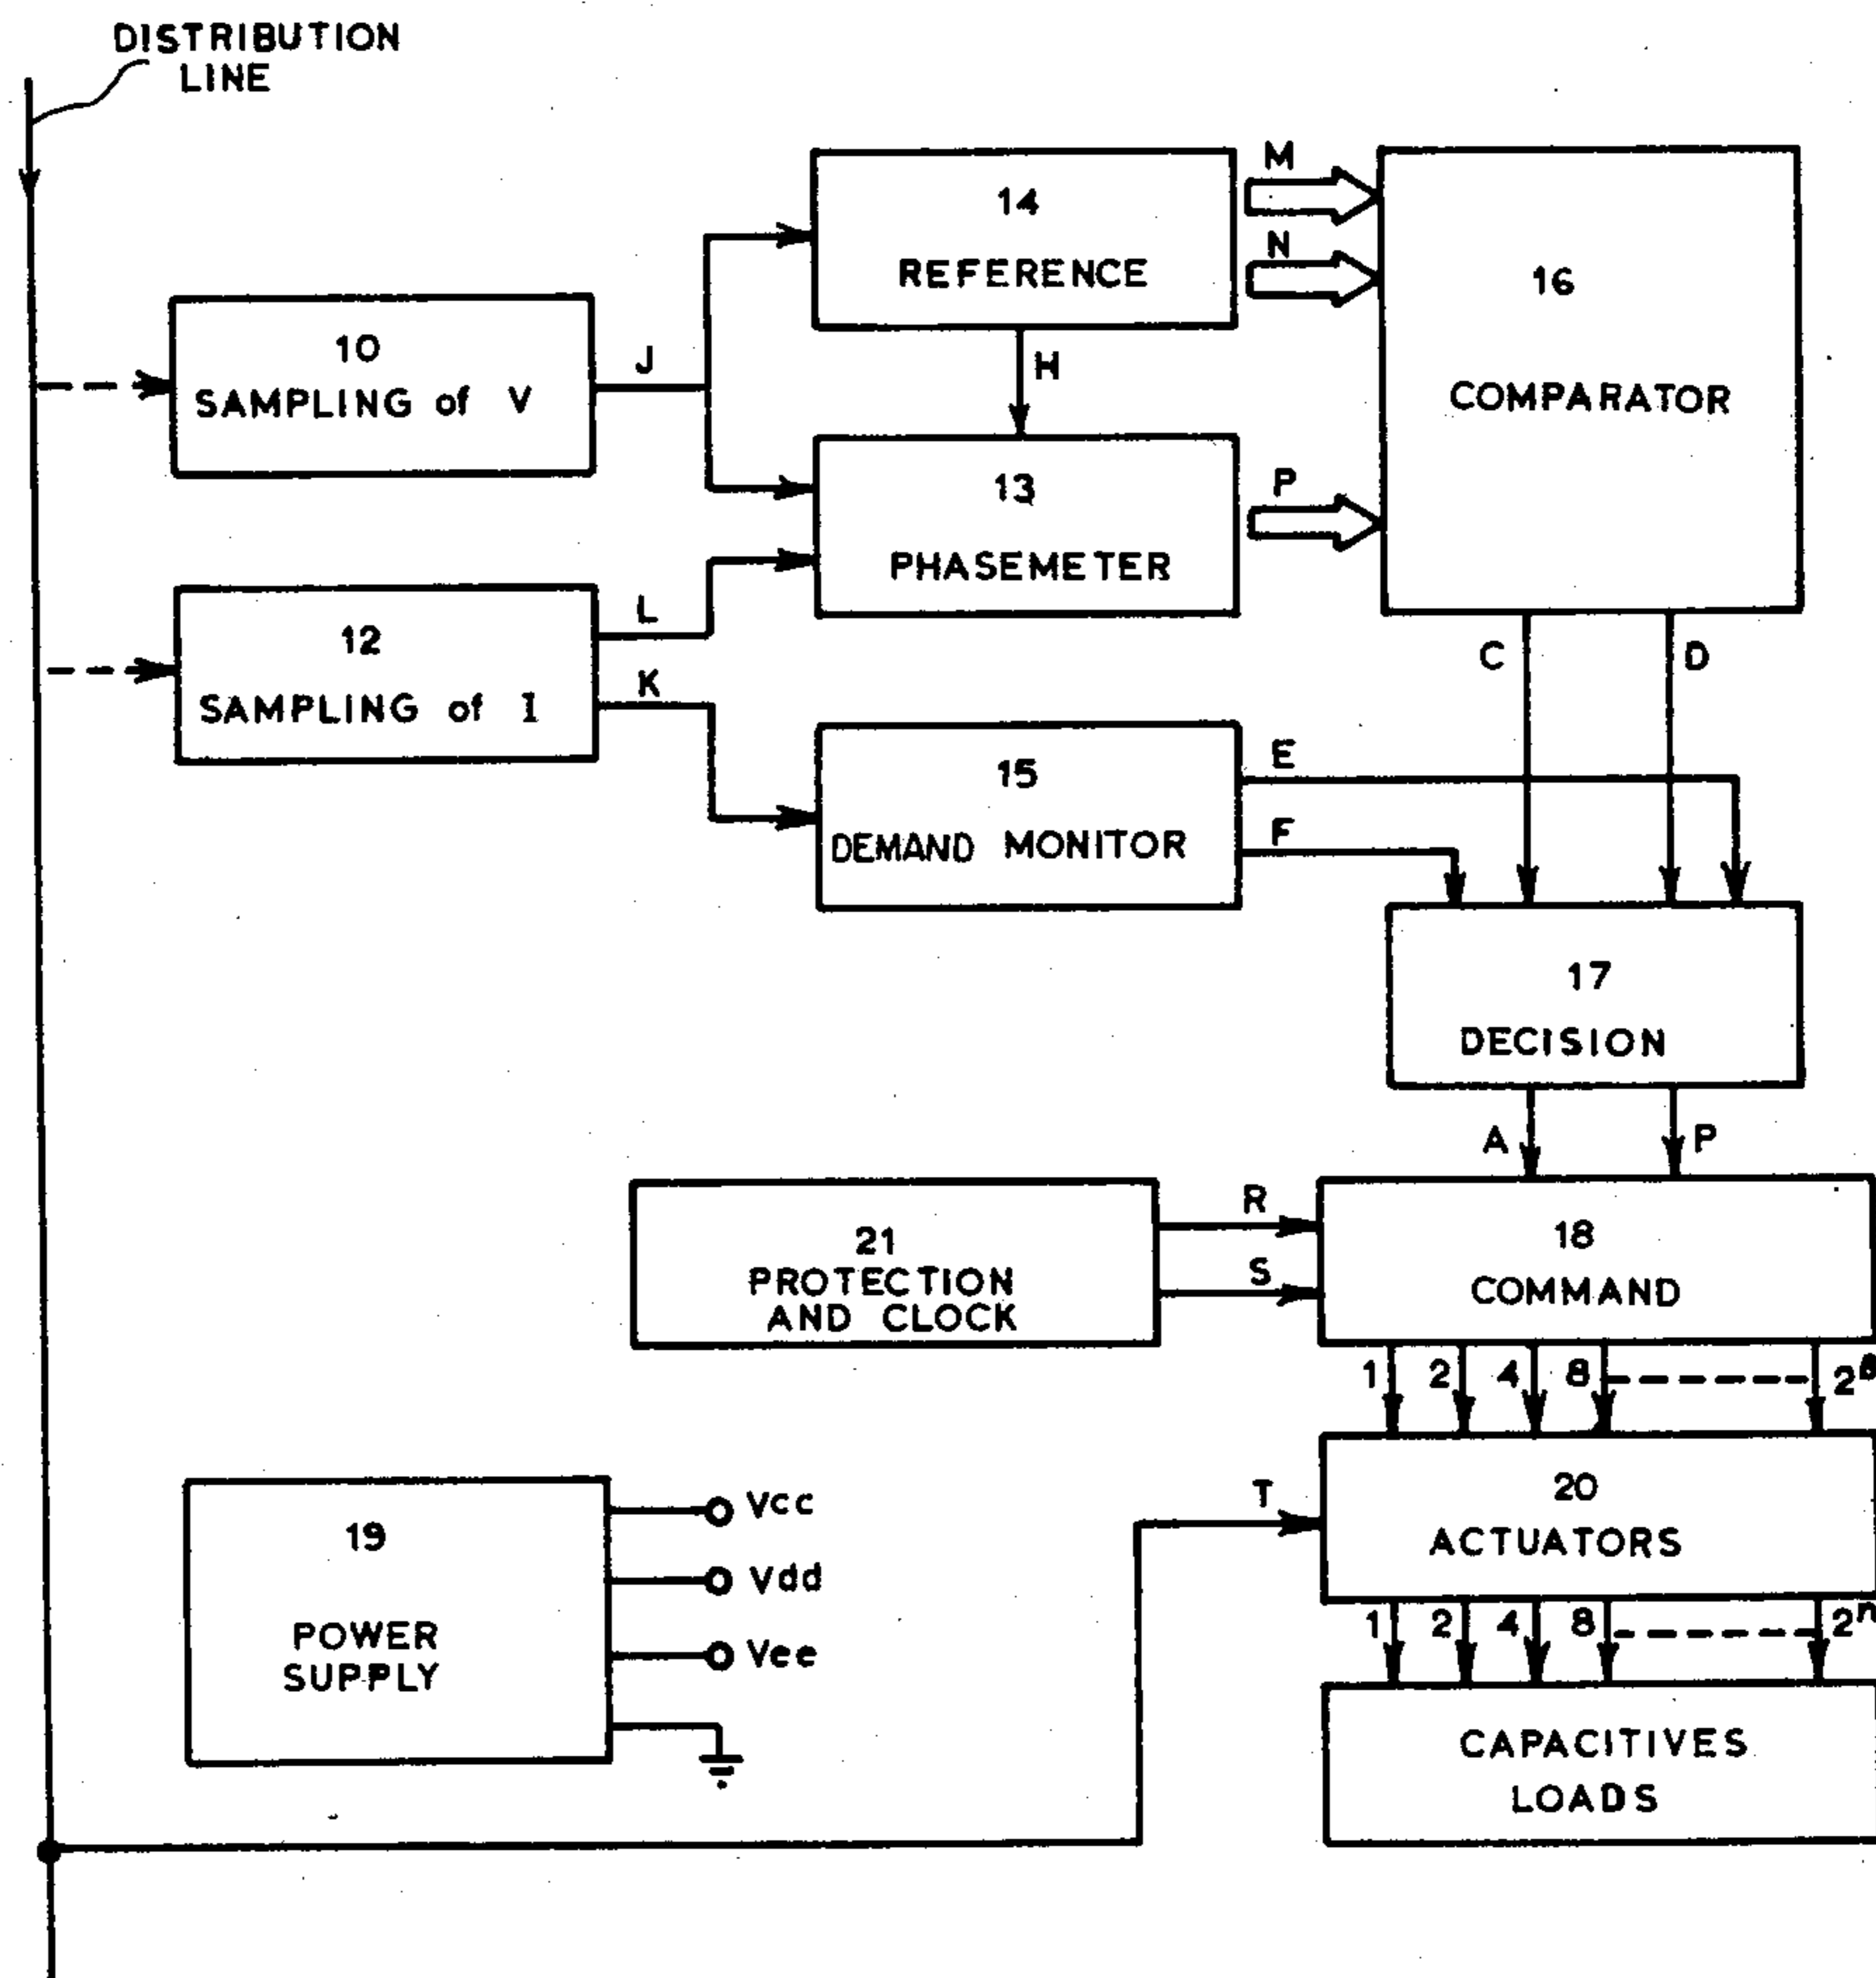 DISTRIBUTION
LINE
14
REFERENCE
M
N
16
COMPARATOR
10
SAMPLING of V
J
H
13
PHASEMETER
P
12
SAMPLING of I
L
K
C
D
15
DEMAND MONITOR
E
F
17
DECISION
A
P
21
PROTECTION
AND CLOCK
R
S
18
COMMAND
1 2 4 8
19
POWER
SUPPLY
Vcc
Vdd
Vee
T
20
ACTUATORS
1 2 4 8 2ⁿ
CAPACITIVES
LOADS